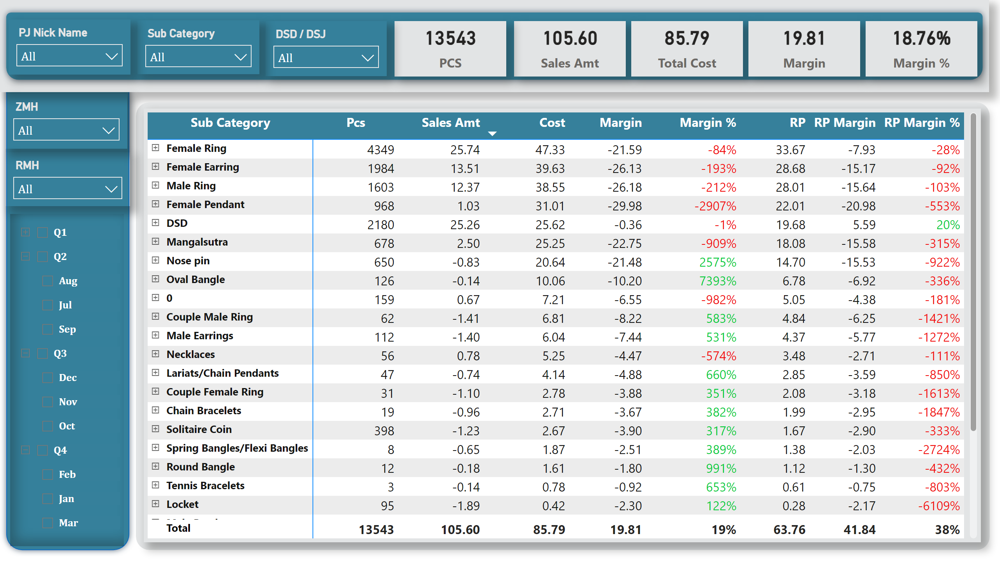 PJ Nick Name
All
Sub Category
All
DSD / DSJ
All
13543
PCS
105.60
Sales Amt
85.79
Total Cost
19.81
Margin
18.76%
Margin %
ZMH
All
RMH
All
Q1
Q2
Aug
Jul
Sep
Q3
Dec
Nov
Oct
Q4
Feb
Jan
Mar
Sub Category Pcs Sales Amt Cost Margin Margin % RP RP Margin RP Margin %
Female Ring 4349 25.74 47.33 -21.59 -84% 33.67 -7.93 -28%
Female Earring 1984 13.51 39.63 -26.13 -193% 28.68 -15.17 -92%
Male Ring 1603 12.37 38.55 -26.18 -212% 28.01 -15.64 -103%
Female Pendant 968 1.03 31.01 -29.98 -2907% 22.01 -20.98 -553%
DSD 2180 25.26 25.62 -0.36 -1% 19.68 5.59 20%
Mangalsutra 678 2.50 25.25 -22.75 -909% 18.08 -15.58 -315%
Nose pin 650 -0.83 20.64 -21.48 2575% 14.70 -15.53 -922%
Oval Bangle 126 -0.14 10.06 -10.20 7393% 6.78 -6.92 -336%
0 159 0.67 7.21 -6.55 -982% 5.05 -4.38 -181%
Couple Male Ring 62 -1.41 6.81 -8.22 583% 4.84 -6.25 -1421%
Male Earrings 112 -1.40 6.04 -7.44 531% 4.37 -5.77 -1272%
Necklaces 56 0.78 5.25 -4.47 -574% 3.48 -2.71 -111%
Lariats/Chain Pendants 47 -0.74 4.14 -4.88 660% 2.85 -3.59 -850%
Couple Female Ring 31 -1.10 2.78 -3.88 351% 2.08 -3.18 -1613%
Chain Bracelets 19 -0.96 2.71 -3.67 382% 1.99 -2.95 -1847%
Solitaire Coin 398 -1.23 2.67 -3.90 317% 1.67 -2.90 -333%
Spring Bangles/Flexi Bangles 8 -0.65 1.87 -2.51 389% 1.38 -2.03 -2724%
Round Bangle 12 -0.18 1.61 -1.80 991% 1.12 -1.30 -432%
Tennis Bracelets 3 -0.14 0.78 -0.92 653% 0.61 -0.75 -803%
Locket 95 -1.89 0.42 -2.30 122% 0.28 -2.17 -6109%
Total 13543 105.60 85.79 19.81 19% 63.76 41.84 38%